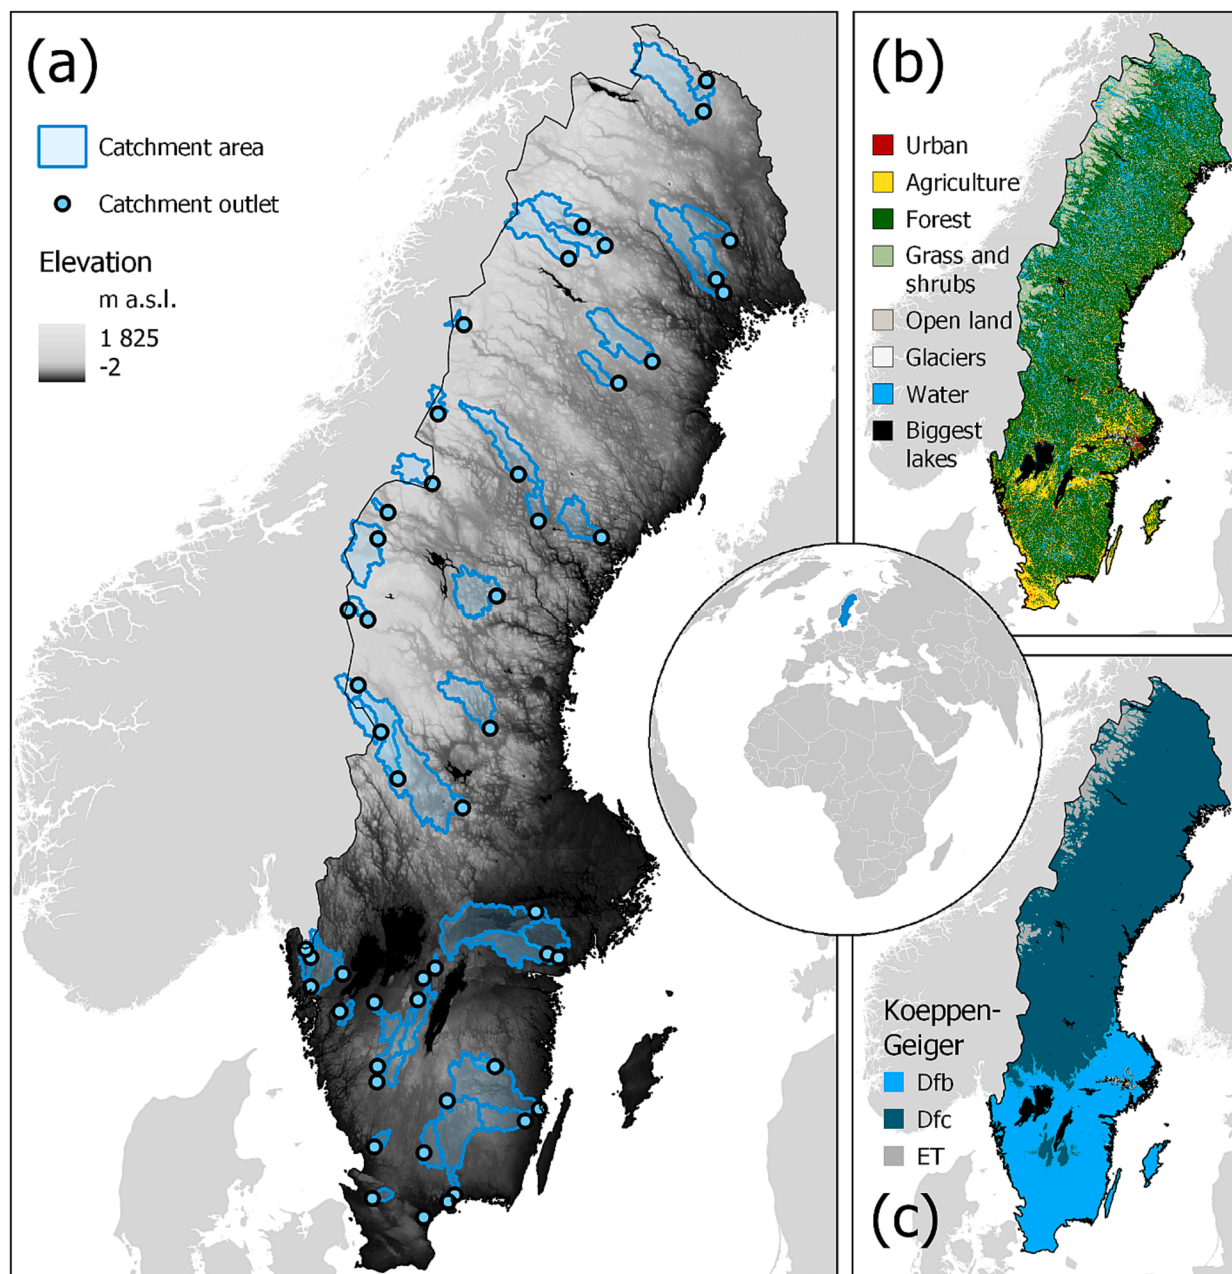 (a)
Catchment area
Catchment outlet
Elevation
m a.s.l.
1 825
-2
(b)
Urban
Agriculture
Forest
Grass and
shrubs
Open land
Glaciers
Water
Biggest
lakes
Koeppen-
Geiger
Dfb
Dfc
ET
(c)